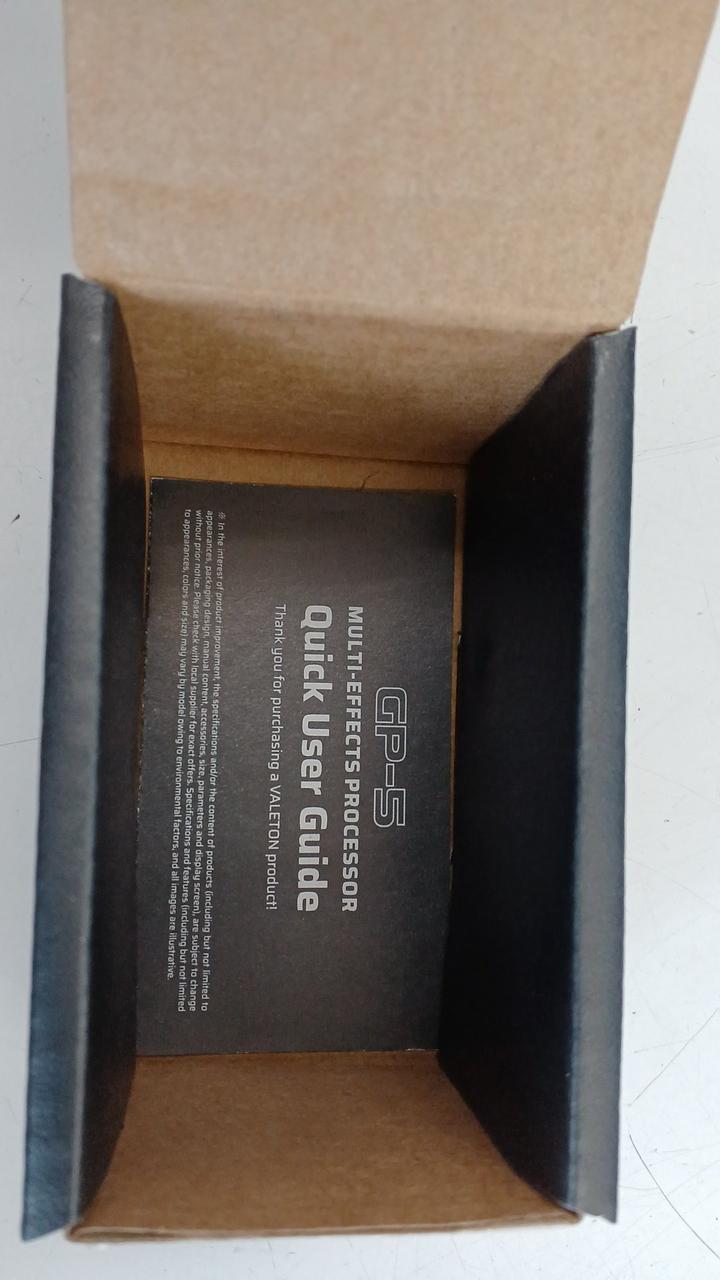 GP-5
MULTI-EFFECTS PROCESSOR
Quick User Guide
Thank you for purchasing a VALETON product!
※ In the interest of product improvement, the specifications and/or the content of products (including but not limited to
appearances, packaging design, manual content, accessories, size, parameters and display screen), are subject to change
without prior notice. Please check with local supplier for exact offers. Specifications and features (including but not limited
to appearances, colors and size) may vary by model owing to environmental factors, and all images are illustrative.